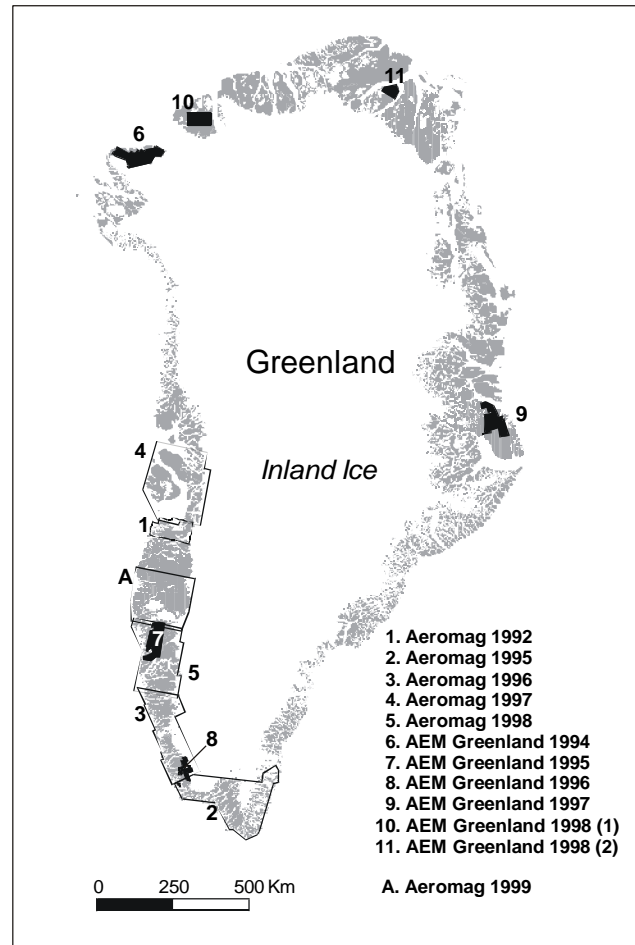 11
10
6
Greenland
9
4
Inland Ice
1
A
7
5
3
8
2
1. Aeromag 1992
2. Aeromag 1995
3. Aeromag 1996
4. Aeromag 1997
5. Aeromag 1998
6. AEM Greenland 1994
7. AEM Greenland 1995
8. AEM Greenland 1996
9. AEM Greenland 1997
10. AEM Greenland 1998 (1)
11. AEM Greenland 1998 (2)
A. Aeromag 1999
0 250 500 Km